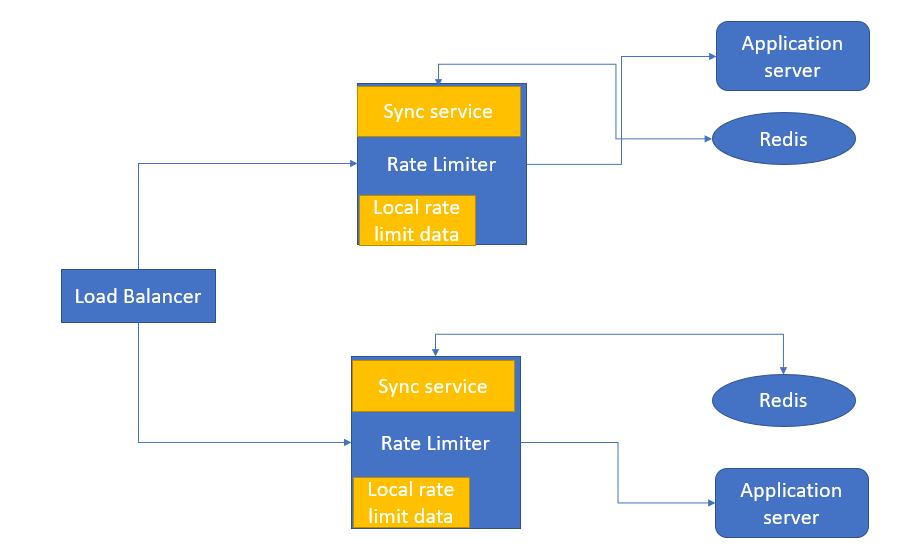 Application
server
Sync service
Redis
Rate Limiter
Local rate
limit data
Load Balancer
Sync service
Redis
Rate Limiter
Local rate
limit data
Application
server